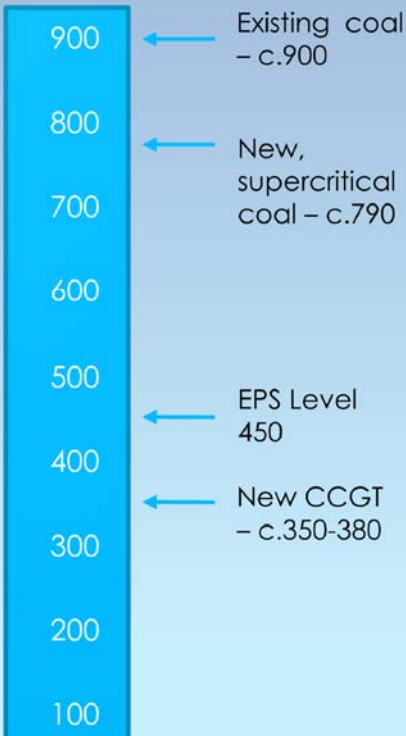 900
Existing coal
– c.900
800
New,
supercritical
coal – c.790
700
600
500
EPS Level
450
400
New CCGT
– c.350-380
300
200
100